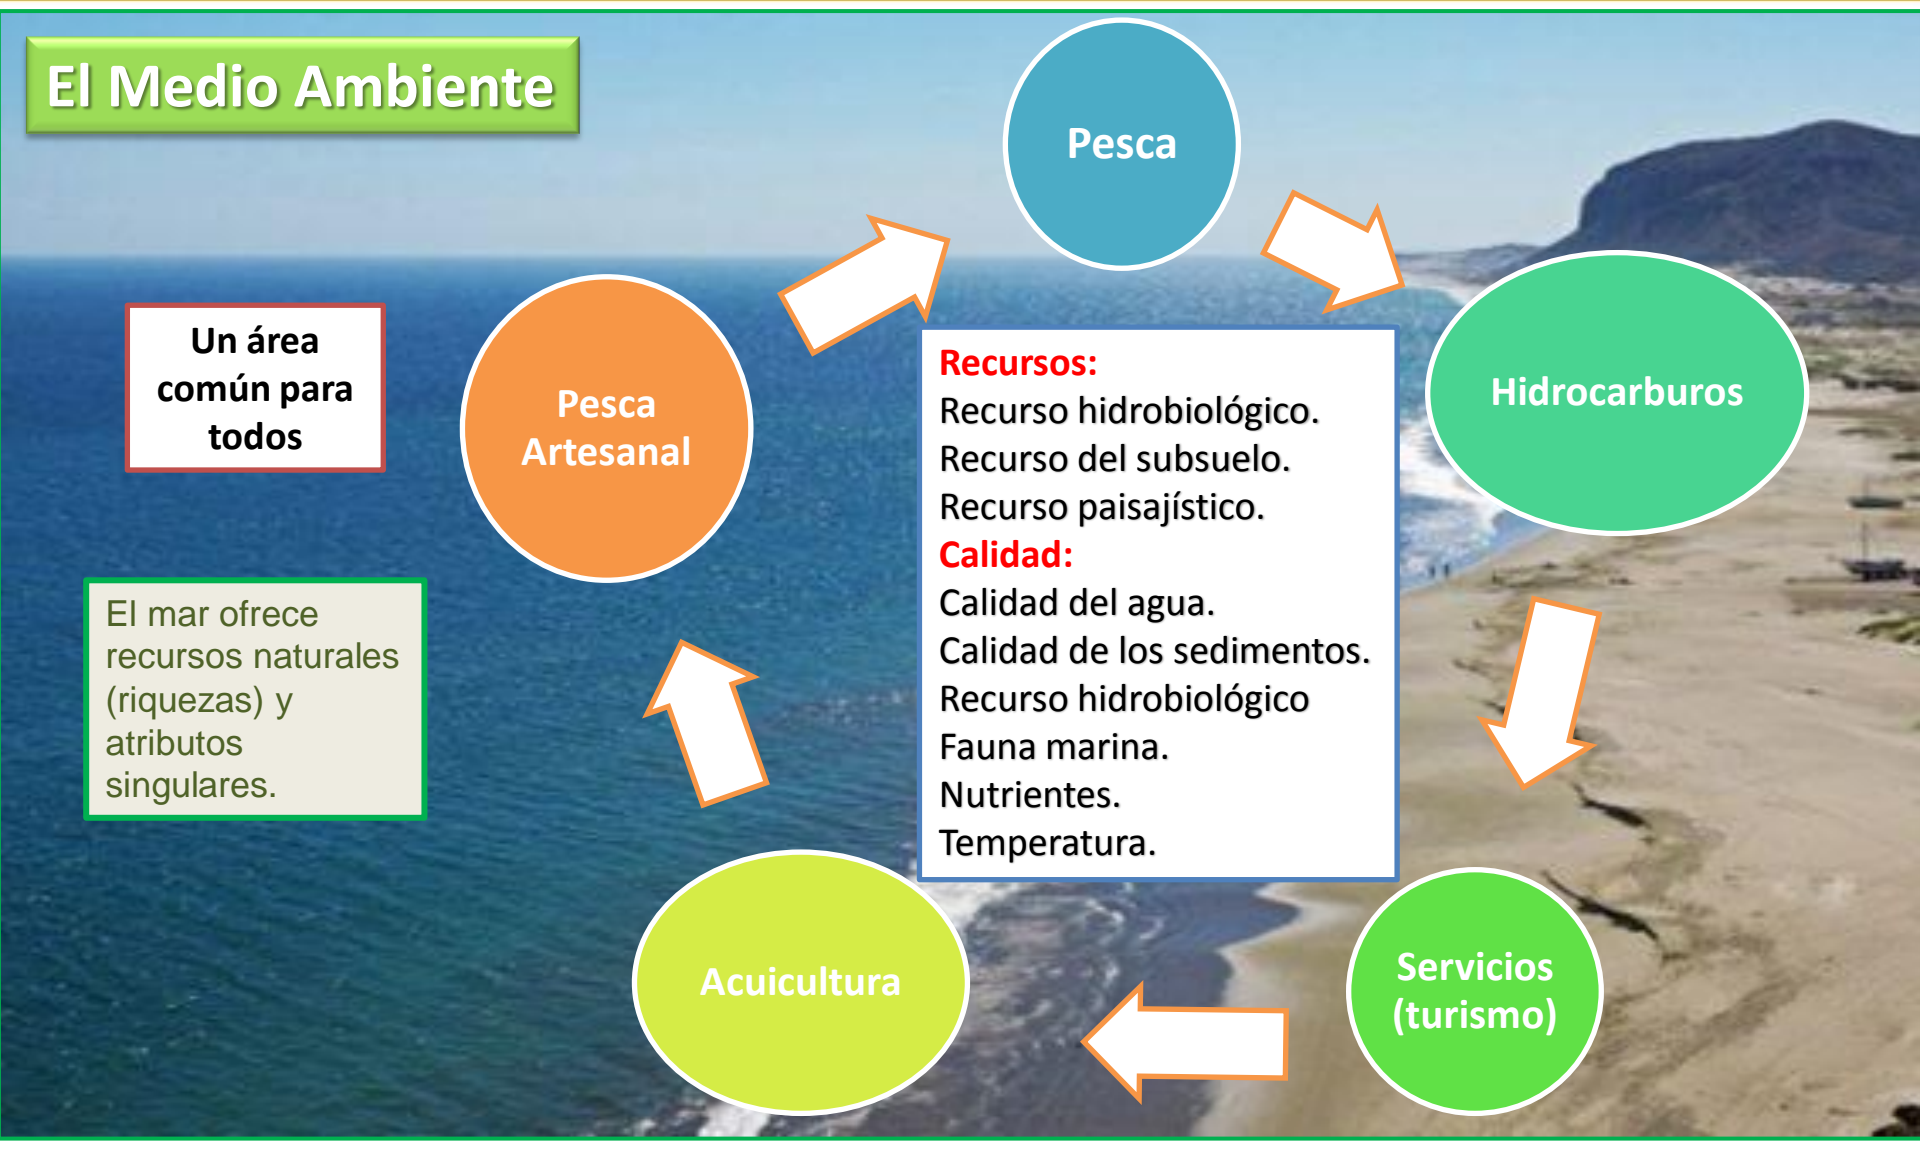 El Medio Ambiente
Pesca
Un área
común para
todos
Pesca
Artesanal
Hidrocarburos
Recursos:
Recurso hidrobiológico.
Recurso del subsuelo.
Recurso paisajístico.
Calidad:
Calidad del agua.
Calidad de los sedimentos.
Recurso hidrobiológico
Fauna marina.
Nutrientes.
Temperatura.
El mar ofrece
recursos naturales
(riquezas) y
atributos
singulares.
Acuicultura
Servicios
(turismo)